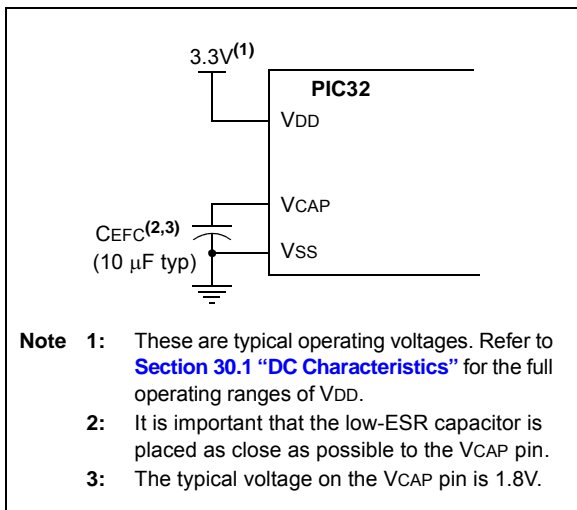 3.3V(1)
PIC32
VDD
VCAP
CEFC(2,3)
(10 μF typ)
VSS
Note 1: These are typical operating voltages. Refer to
Section 30.1 “DC Characteristics” for the full
operating ranges of VDD.
2: It is important that the low-ESR capacitor is
placed as close as possible to the VCAP pin.
3: The typical voltage on the VCAP pin is 1.8V.